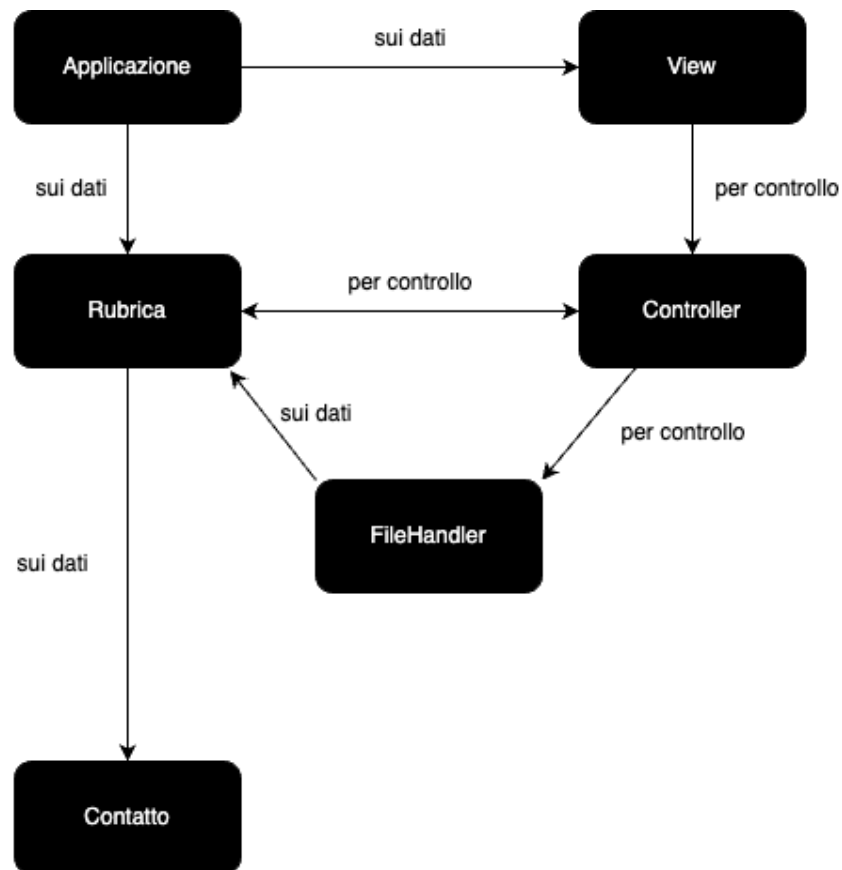 sui dati
Applicazione
View
sui dati
per controllo
per controllo
Rubrica
Controller
sui dati
per controllo
FileHandler
sui dati
Contatto